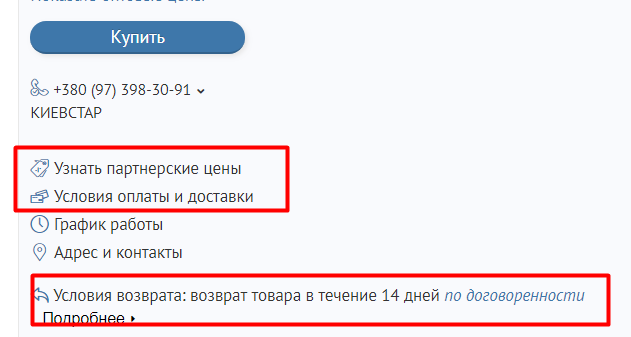 Купить
+380 (97) 398-30-91
КИЕВСТАР
Узнать партнерские цены
Условия оплаты и доставки
График работы
Адрес и контакты
Условия возврата: возврат товара в течение 14 дней по договоренности
Подробнее